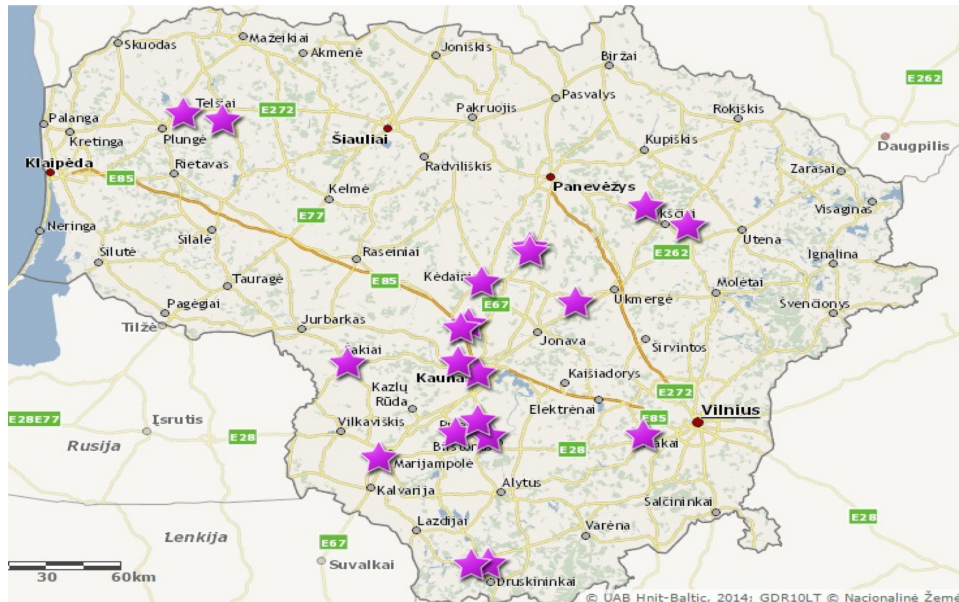 Skuodas
Mažeikiai
Akmenė
Joniškis
Biržai
E262
Telšiai
E272
Pasvalys
Pakruojis
Rokiškis
Palanga
Kretinga
Plungė
Šiauliai
Kupiškis
Daugpilis
Klaipėda
E85
Rietavas
Radviliškis
Panevėžys
Zarasai
Kelmė
Visaginas
E77
Neringa
Šilalė
Utena
E262
Šilutė
Raseiniai
Ignalina
E85
Tauragė
Ukmergė
Molėtai
Pagėgiai
E67
Švenčionys
Tilžė
Jurbarkas
Jonava
Širvintos
Kazlų
Rūda
Kaišiadorys
E272
Elektrėnai
E85
Vilnius
E28E77
Įsrutis
Vilkaviškis
Rusija
E28
E28
Marijampolė
Kalvarija
Alytus
Šalčininkai
E28
Lazdijai
Varėna
Lenkija
E67
Suvalkai
30
60km
Druskininkai
© UAB Hnit-Baltic, 2014; GDR10LT © Nacionalinė Žemė